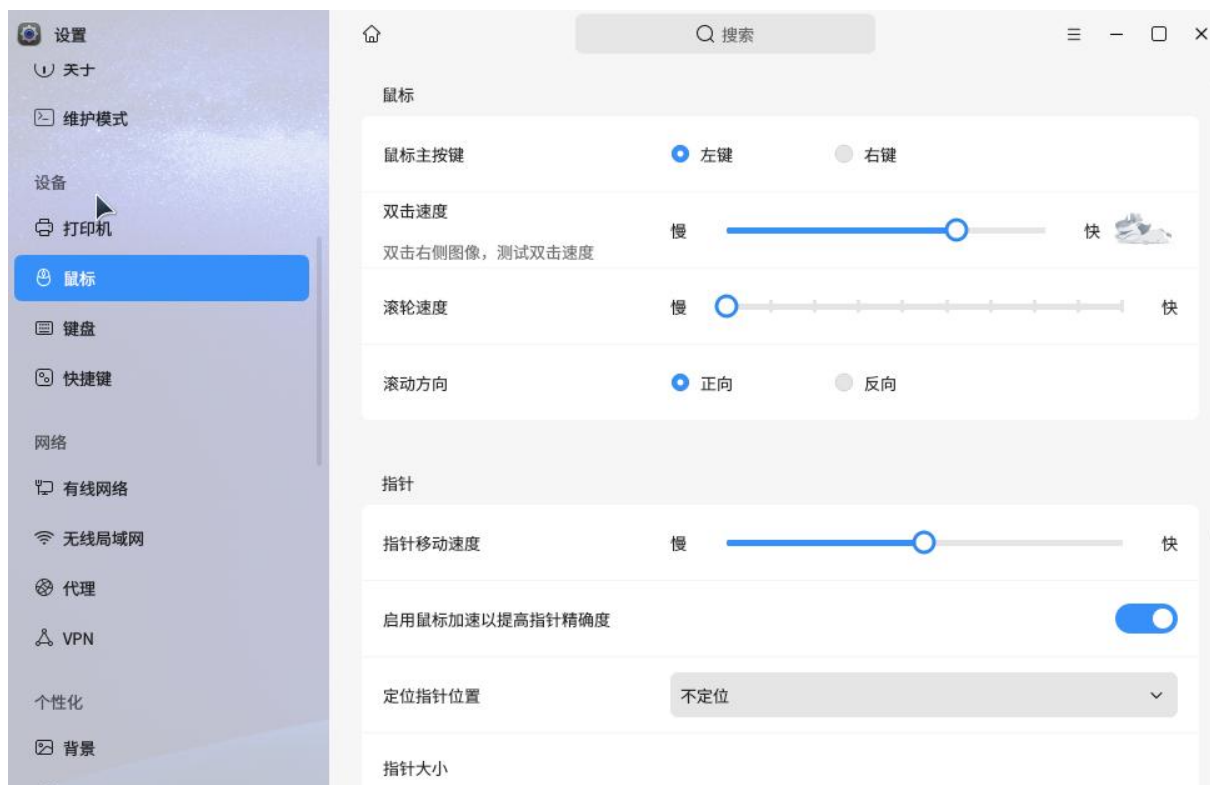 设置
搜索
维护模式
设备
打印机
鼠标
键盘
快捷键
网络
有线网络
无线局域网
代理
VPN
个性化
背景
鼠标
鼠标主按键 左键 右键
双击速度
双击右侧图像，测试双击速度
慢 快
滚轮速度 慢 快
滚动方向 正向 反向
指针
指针移动速度 慢 快
启用鼠标加速以提高指针精确度
定位指针位置 不定位
指针大小